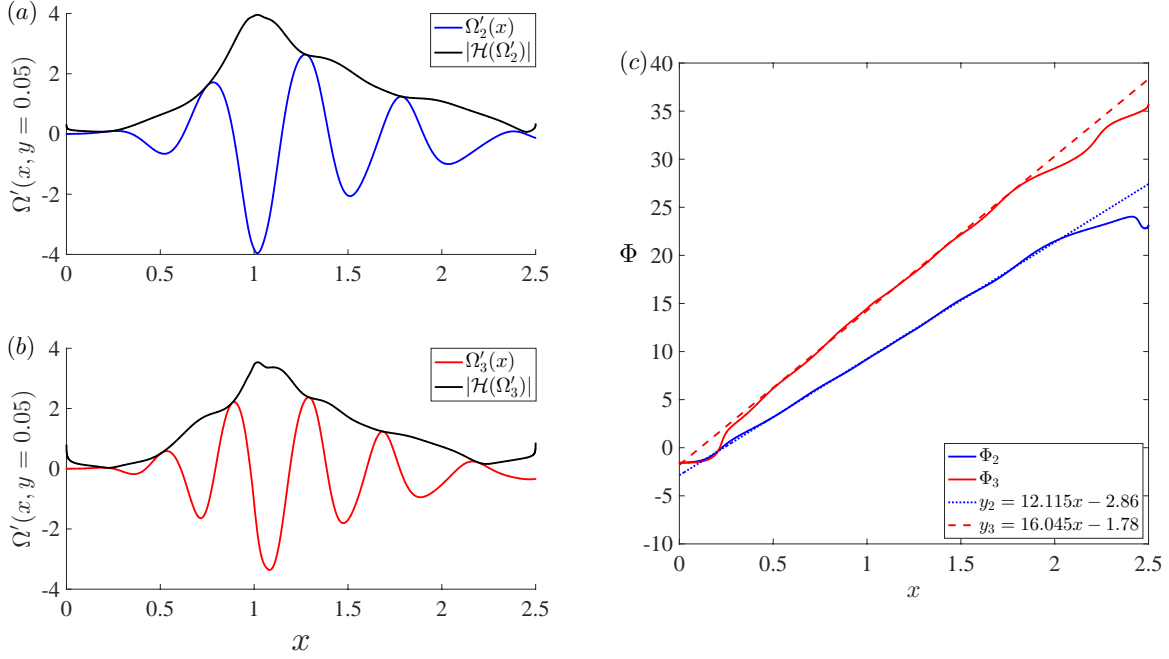 (a)
Ω′₂(x)
|ℋ(Ω′₂)|
Ω′(x, y = 0.05)
4
2
0
-2
-4
0 0.5 1 1.5 2 2.5
(b)
Ω′₃(x)
|ℋ(Ω′₃)|
Ω′(x, y = 0.05)
4
2
0
-2
-4
0 0.5 1 1.5 2 2.5
x
(c)
Φ
40
35
30
25
20
15
10
5
0
-5
-10
0 0.5 1 1.5 2 2.5
x
Φ₂
Φ₃
y₂ = 12.115x − 2.86
y₃ = 16.045x − 1.78